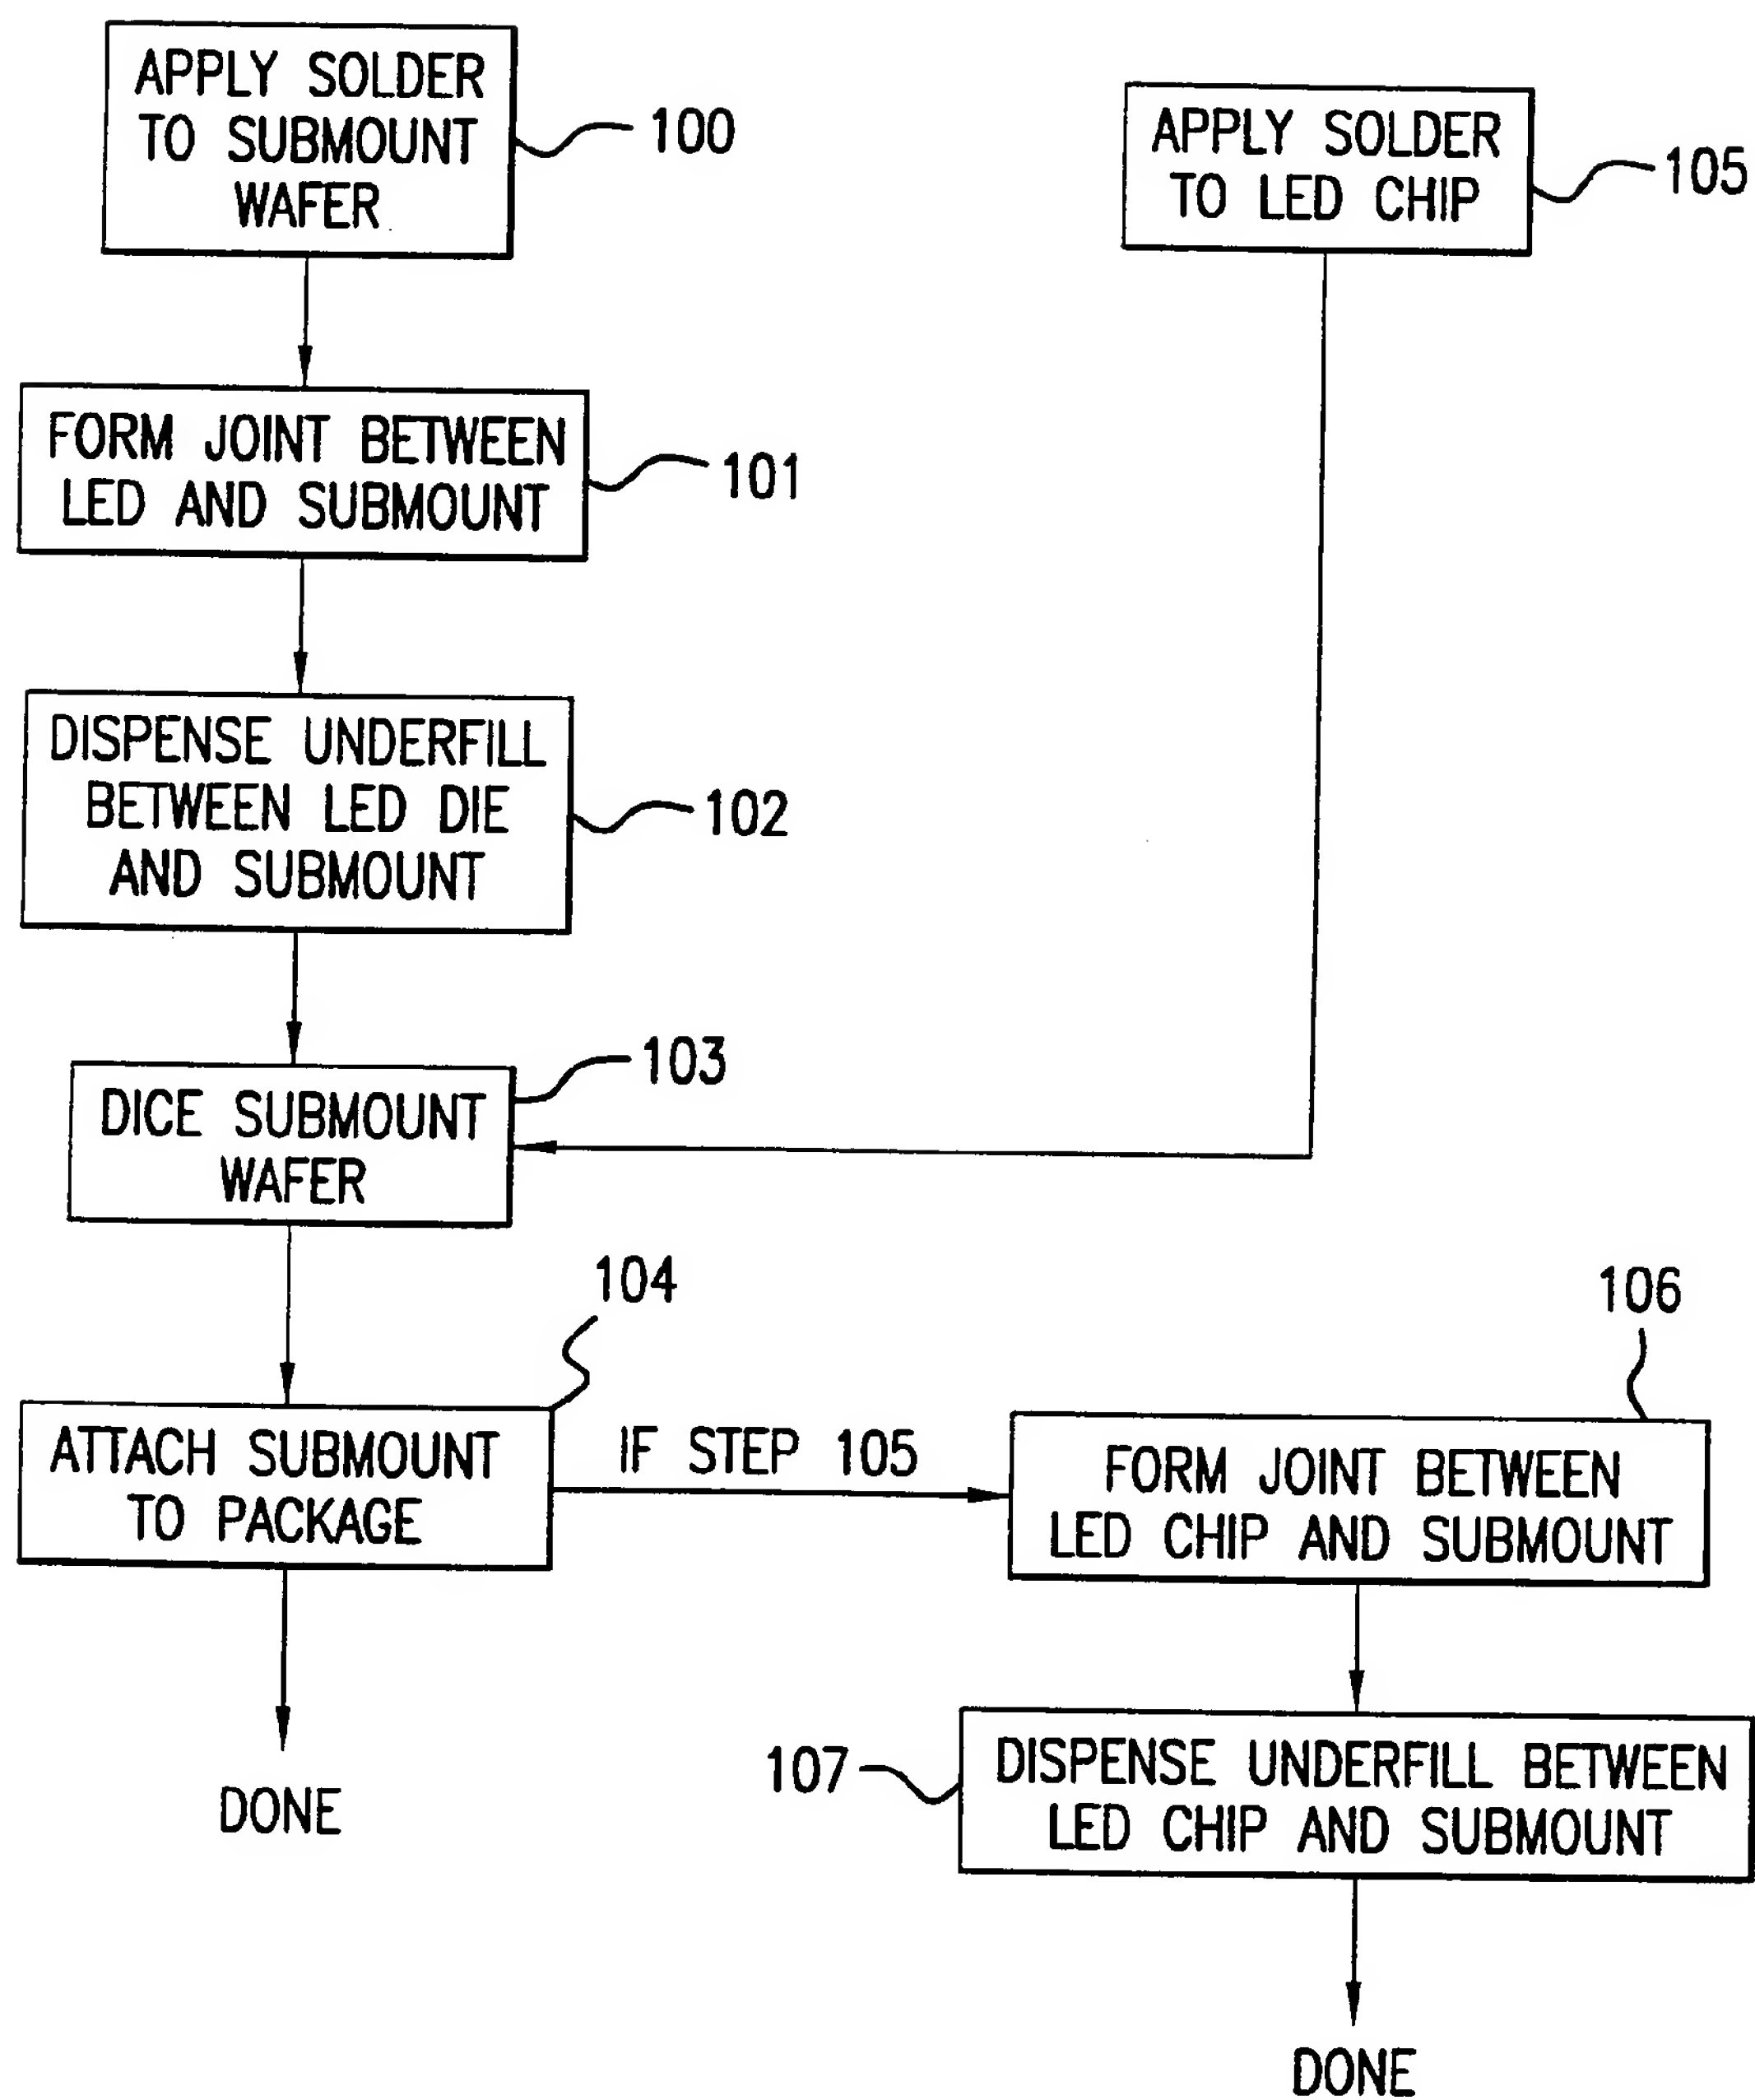 APPLY SOLDER
TO SUBMOUNT
WAFER
100
APPLY SOLDER
TO LED CHIP
105
FORM JOINT BETWEEN
LED AND SUBMOUNT
101
DISPENSE UNDERFILL
BETWEEN LED DIE
AND SUBMOUNT
102
DICE SUBMOUNT
WAFER
103
ATTACH SUBMOUNT
TO PACKAGE
104
IF STEP 105
FORM JOINT BETWEEN
LED CHIP AND SUBMOUNT
106
DISPENSE UNDERFILL BETWEEN
LED CHIP AND SUBMOUNT
107
DONE
DONE